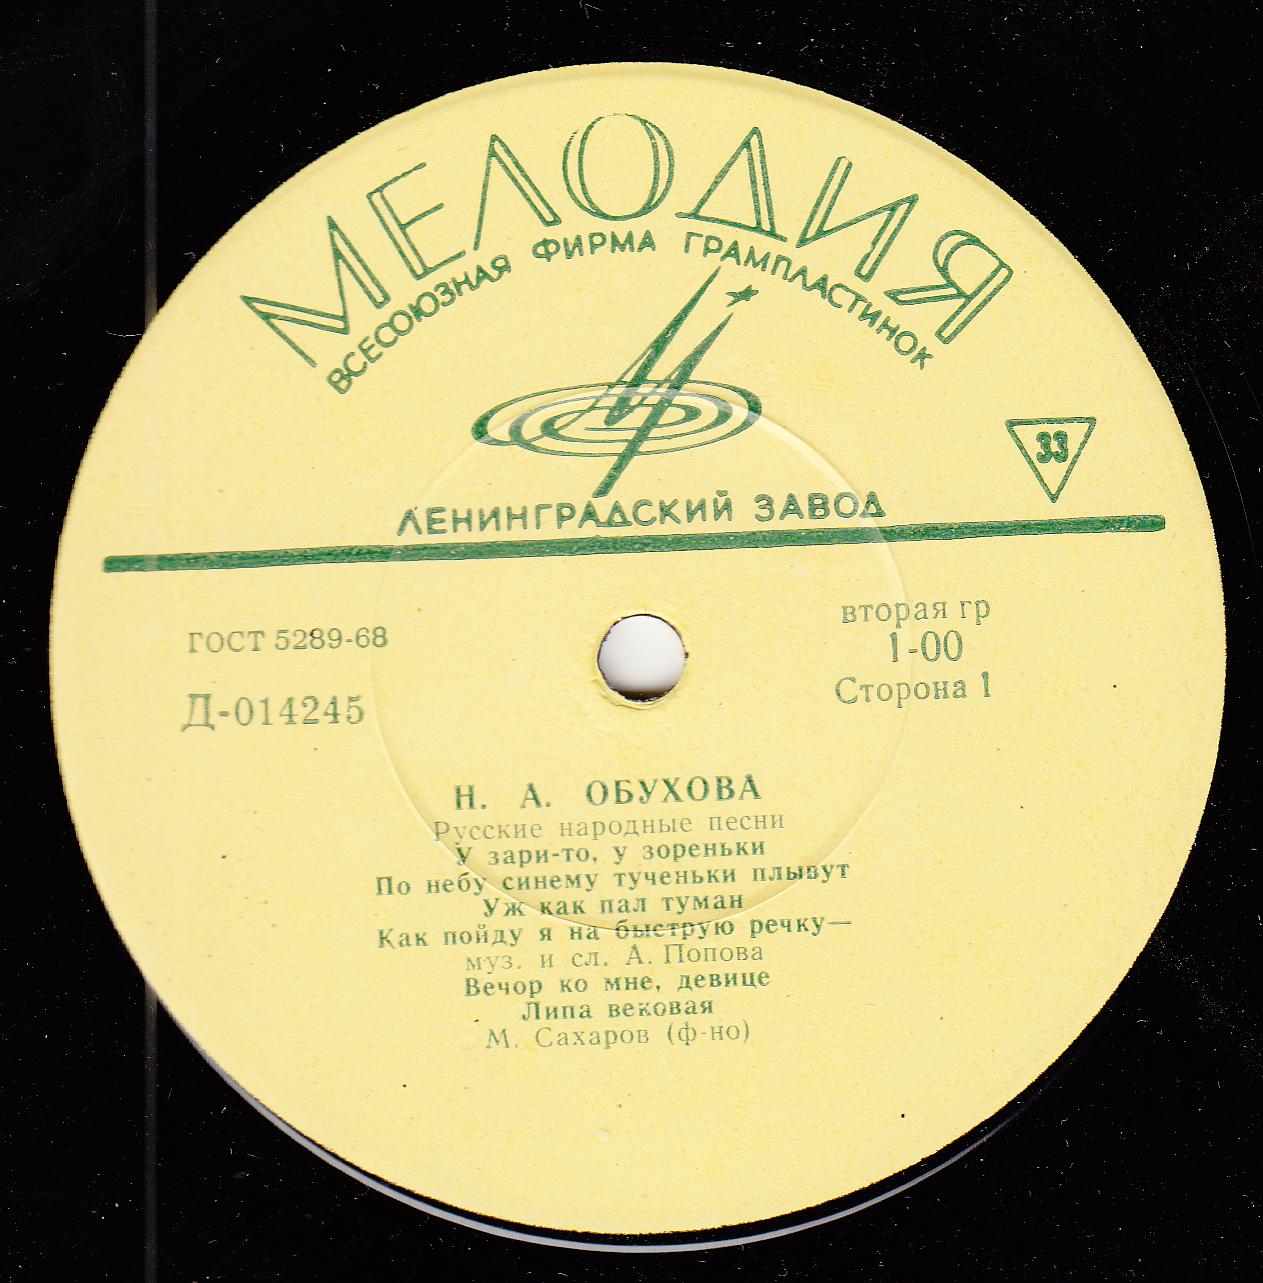 МЕЛОДИЯ
ВСЕСОЮЗНАЯ ФИРМА ГРАМПЛАСТИНОК
33
ЛЕНИНГРАДСКИЙ ЗАВОД
ГОСТ 5289-68
Д-014245
вторая гр
1-00
Сторона 1
Н. А. ОБУХОВА
Русские народные песни
У зари-то, у зореньки
По небу синему тученьки плывут
Уж как пал туман
Как пойду я на быструю речку—
муз. и сл. А. Попова
Вечор ко мне, девице
Липа вековая
М. Сахаров (ф-но)